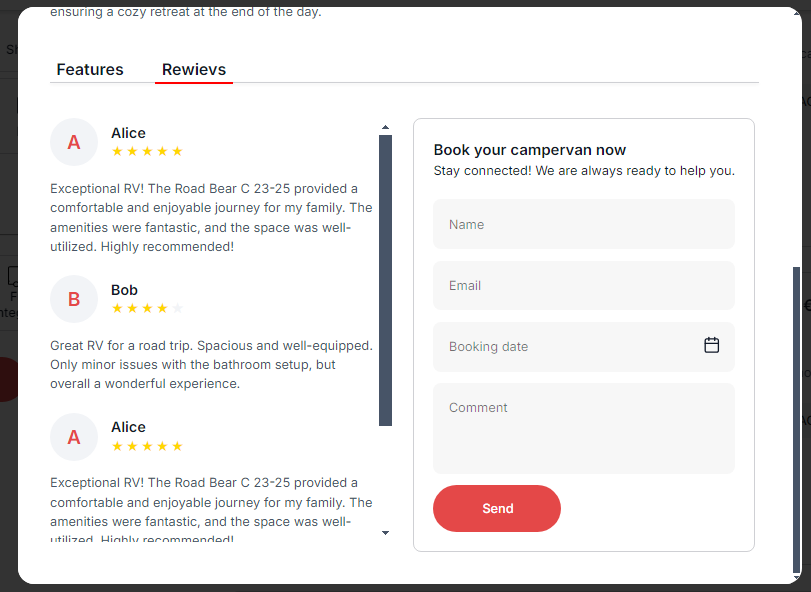 ensuring a cozy retreat at the end of the day.
Features
Rewievs
A
Alice
Exceptional RV! The Road Bear C 23-25 provided a
comfortable and enjoyable journey for my family. The
amenities were fantastic, and the space was well-
utilized. Highly recommended!
B
Bob
Great RV for a road trip. Spacious and well-equipped.
Only minor issues with the bathroom setup, but
overall a wonderful experience.
A
Alice
Exceptional RV! The Road Bear C 23-25 provided a
comfortable and enjoyable journey for my family. The
amenities were fantastic, and the space was well-
utilized. Highly recommended!
Book your campervan now
Stay connected! We are always ready to help you.
Name
Email
Booking date
Comment
Send